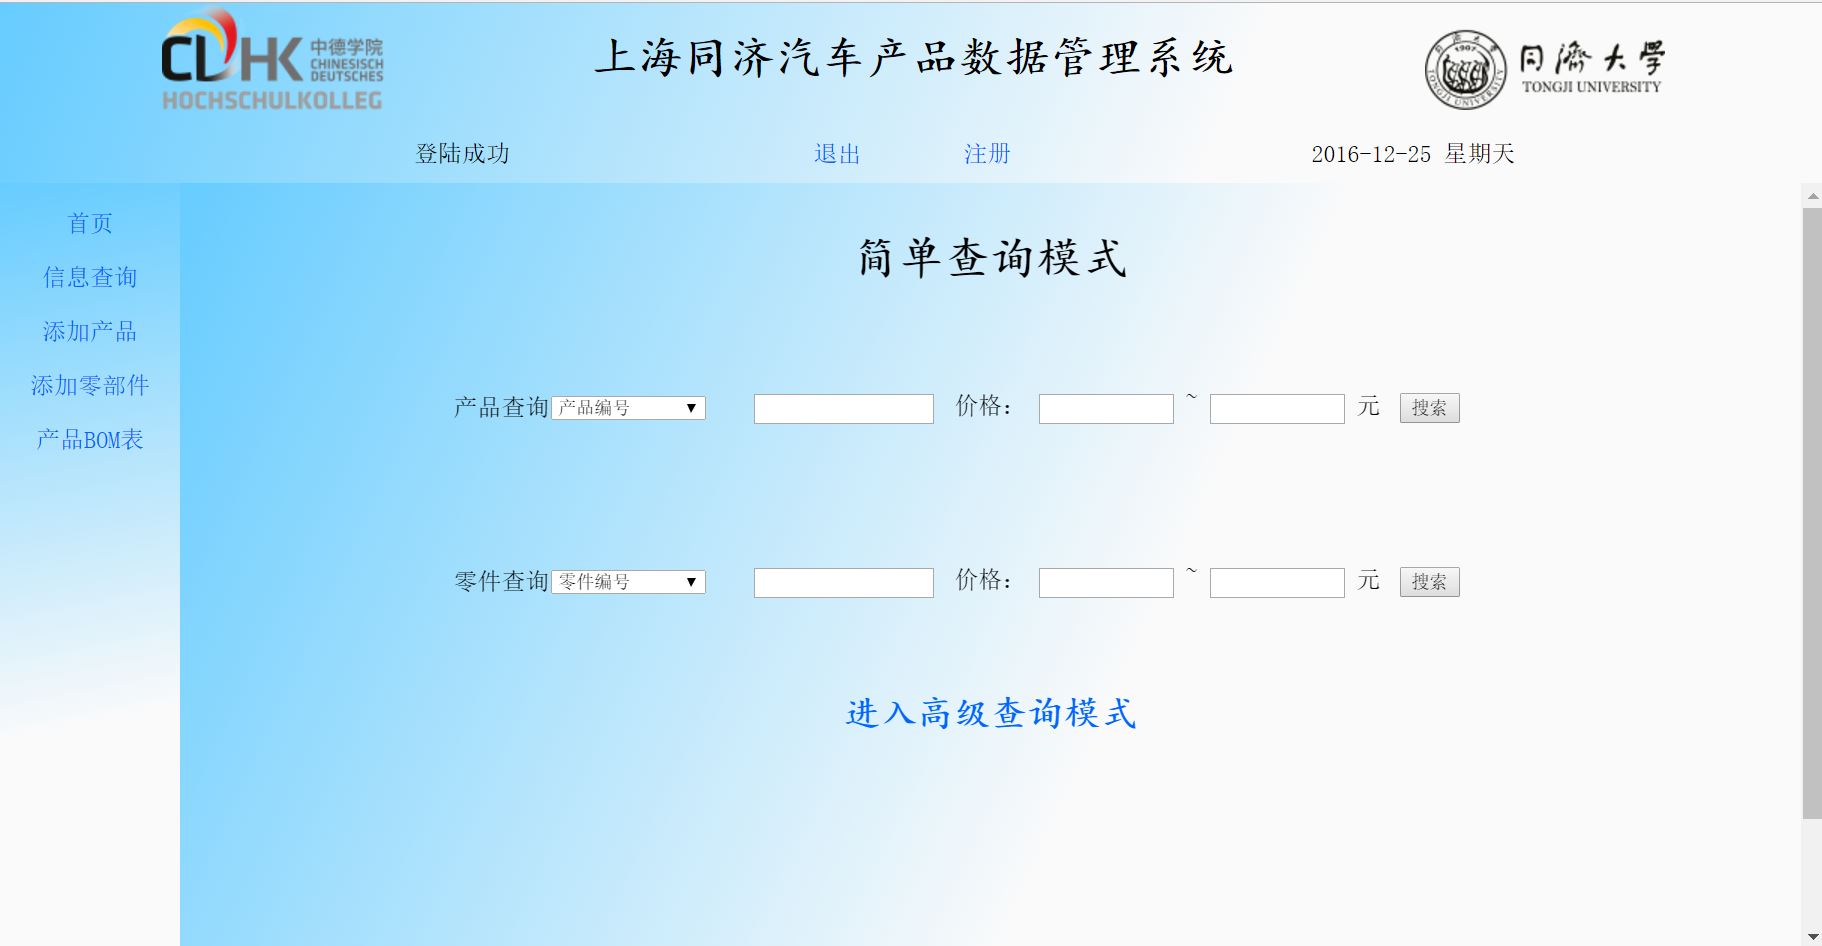 CDHK 中德学院
CHINESISCH
DEUTSCHES
HOCHSCHULKOLLEG
上海同济汽车产品数据管理系统
1907
TONGJI UNIVERSITY
同濟大學
TONGJI UNIVERSITY
登陆成功 退出 注册 2016-12-25 星期天
首页
信息查询
添加产品
添加零部件
产品BOM表
简单查询模式
产品查询 产品编号 ▼ 价格： ~ 元 搜索
零件查询 零件编号 ▼ 价格： ~ 元 搜索
进入高级查询模式